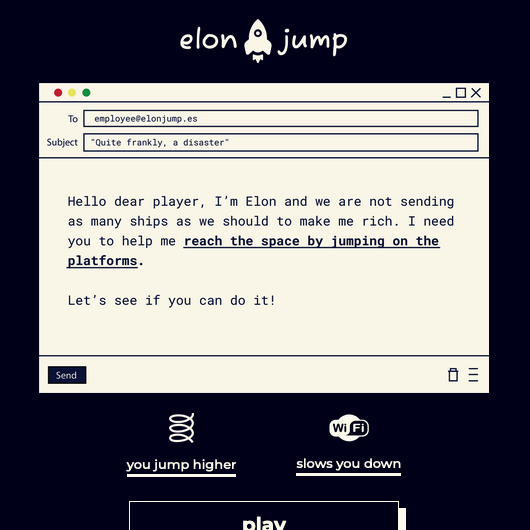 elon jump
To employee@elonjump.es
Subject "Quite frankly, a disaster"
Hello dear player, I’m Elon and we are not sending
as many ships as we should to make me rich. I need
you to help me reach the space by jumping on the
platforms.
Let’s see if you can do it!
Send
Wi Fi
you jump higher
slows you down
play